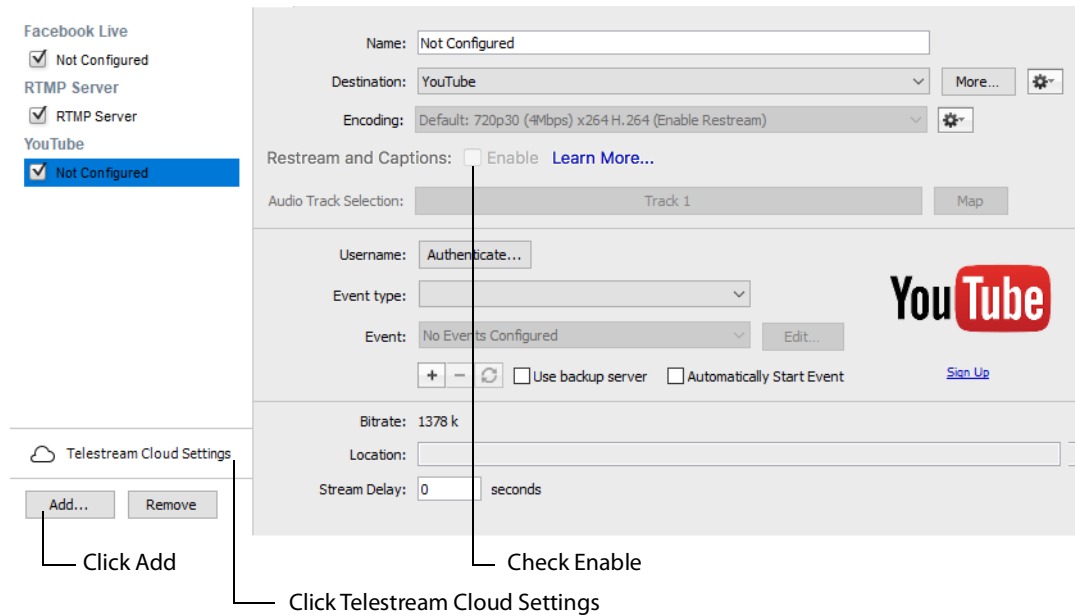 Facebook Live
Not Configured
RTMP Server
RTMP Server
YouTube
Not Configured
Telestream Cloud Settings
Add... Remove
Name: Not Configured
Destination: YouTube More...
Encoding: Default: 720p30 (4Mbps) x264 H.264 (Enable Restream)
Restream and Captions: Enable Learn More...
Audio Track Selection: Track 1 Map
Username: Authenticate...
Event type:
YouTube
Event: No Events Configured Edit...
+ − Use backup server Automatically Start Event Sign Up
Bitrate: 1378 k
Location:
Stream Delay: 0 seconds
Click Add
Check Enable
Click Telestream Cloud Settings